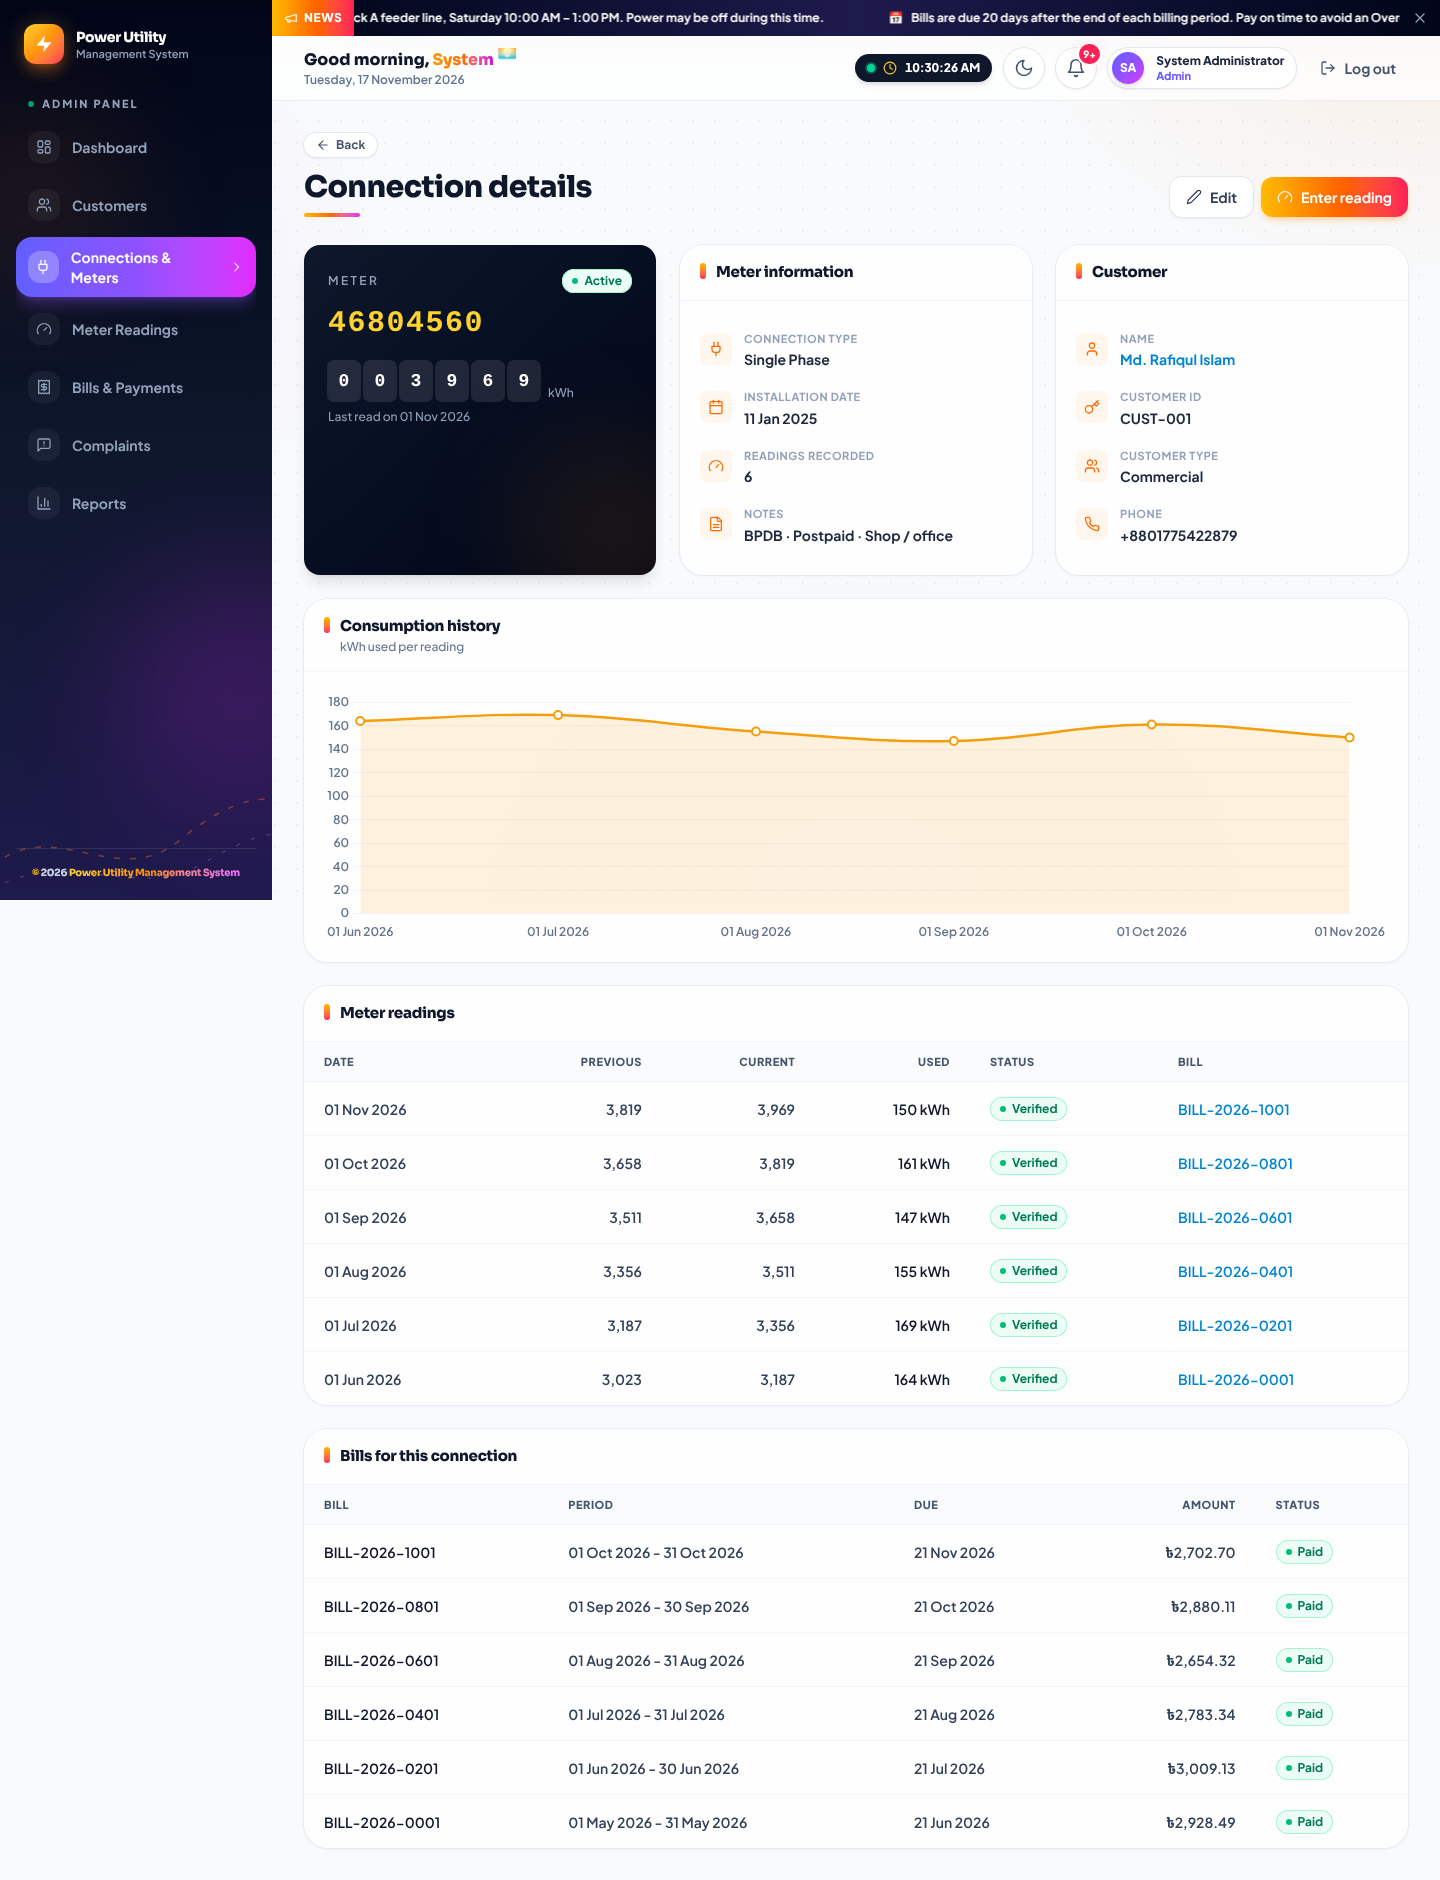 Power Utility
Management System
ADMIN PANEL
Dashboard
Customers
Connections &
Meters
Meter Readings
Bills & Payments
Complaints
Reports
© 2026 Power Utility Management System
NEWS
ck A feeder line, Saturday 10:00 AM – 1:00 PM. Power may be off during this time.
Bills are due 20 days after the end of each billing period. Pay on time to avoid an Over
Good morning, System
Tuesday, 17 November 2026
10:30:26 AM
9+
SA
System Administrator
Admin
Log out
Back
Connection details
Edit
Enter reading
METER
Active
46804560
0 0 3 9 6 9 kWh
Last read on 01 Nov 2026
Meter information
CONNECTION TYPE
Single Phase
INSTALLATION DATE
11 Jan 2025
READINGS RECORDED
6
NOTES
BPDB · Postpaid · Shop / office
Customer
NAME
Md. Rafiqul Islam
CUSTOMER ID
CUST-001
CUSTOMER TYPE
Commercial
PHONE
+8801775422879
Consumption history
kWh used per reading
180
160
140
120
100
80
60
40
20
0
01 Jun 2026 01 Jul 2026 01 Aug 2026 01 Sep 2026 01 Oct 2026 01 Nov 2026
Meter readings
DATE PREVIOUS CURRENT USED STATUS BILL
01 Nov 2026 3,819 3,969 150 kWh Verified BILL-2026-1001
01 Oct 2026 3,658 3,819 161 kWh Verified BILL-2026-0801
01 Sep 2026 3,511 3,658 147 kWh Verified BILL-2026-0601
01 Aug 2026 3,356 3,511 155 kWh Verified BILL-2026-0401
01 Jul 2026 3,187 3,356 169 kWh Verified BILL-2026-0201
01 Jun 2026 3,023 3,187 164 kWh Verified BILL-2026-0001
Bills for this connection
BILL PERIOD DUE AMOUNT STATUS
BILL-2026-1001 01 Oct 2026 - 31 Oct 2026 21 Nov 2026 ৳2,702.70 Paid
BILL-2026-0801 01 Sep 2026 - 30 Sep 2026 21 Oct 2026 ৳2,880.11 Paid
BILL-2026-0601 01 Aug 2026 - 31 Aug 2026 21 Sep 2026 ৳2,654.32 Paid
BILL-2026-0401 01 Jul 2026 - 31 Jul 2026 21 Aug 2026 ৳2,783.34 Paid
BILL-2026-0201 01 Jun 2026 - 30 Jun 2026 21 Jul 2026 ৳3,009.13 Paid
BILL-2026-0001 01 May 2026 - 31 May 2026 21 Jun 2026 ৳2,928.49 Paid